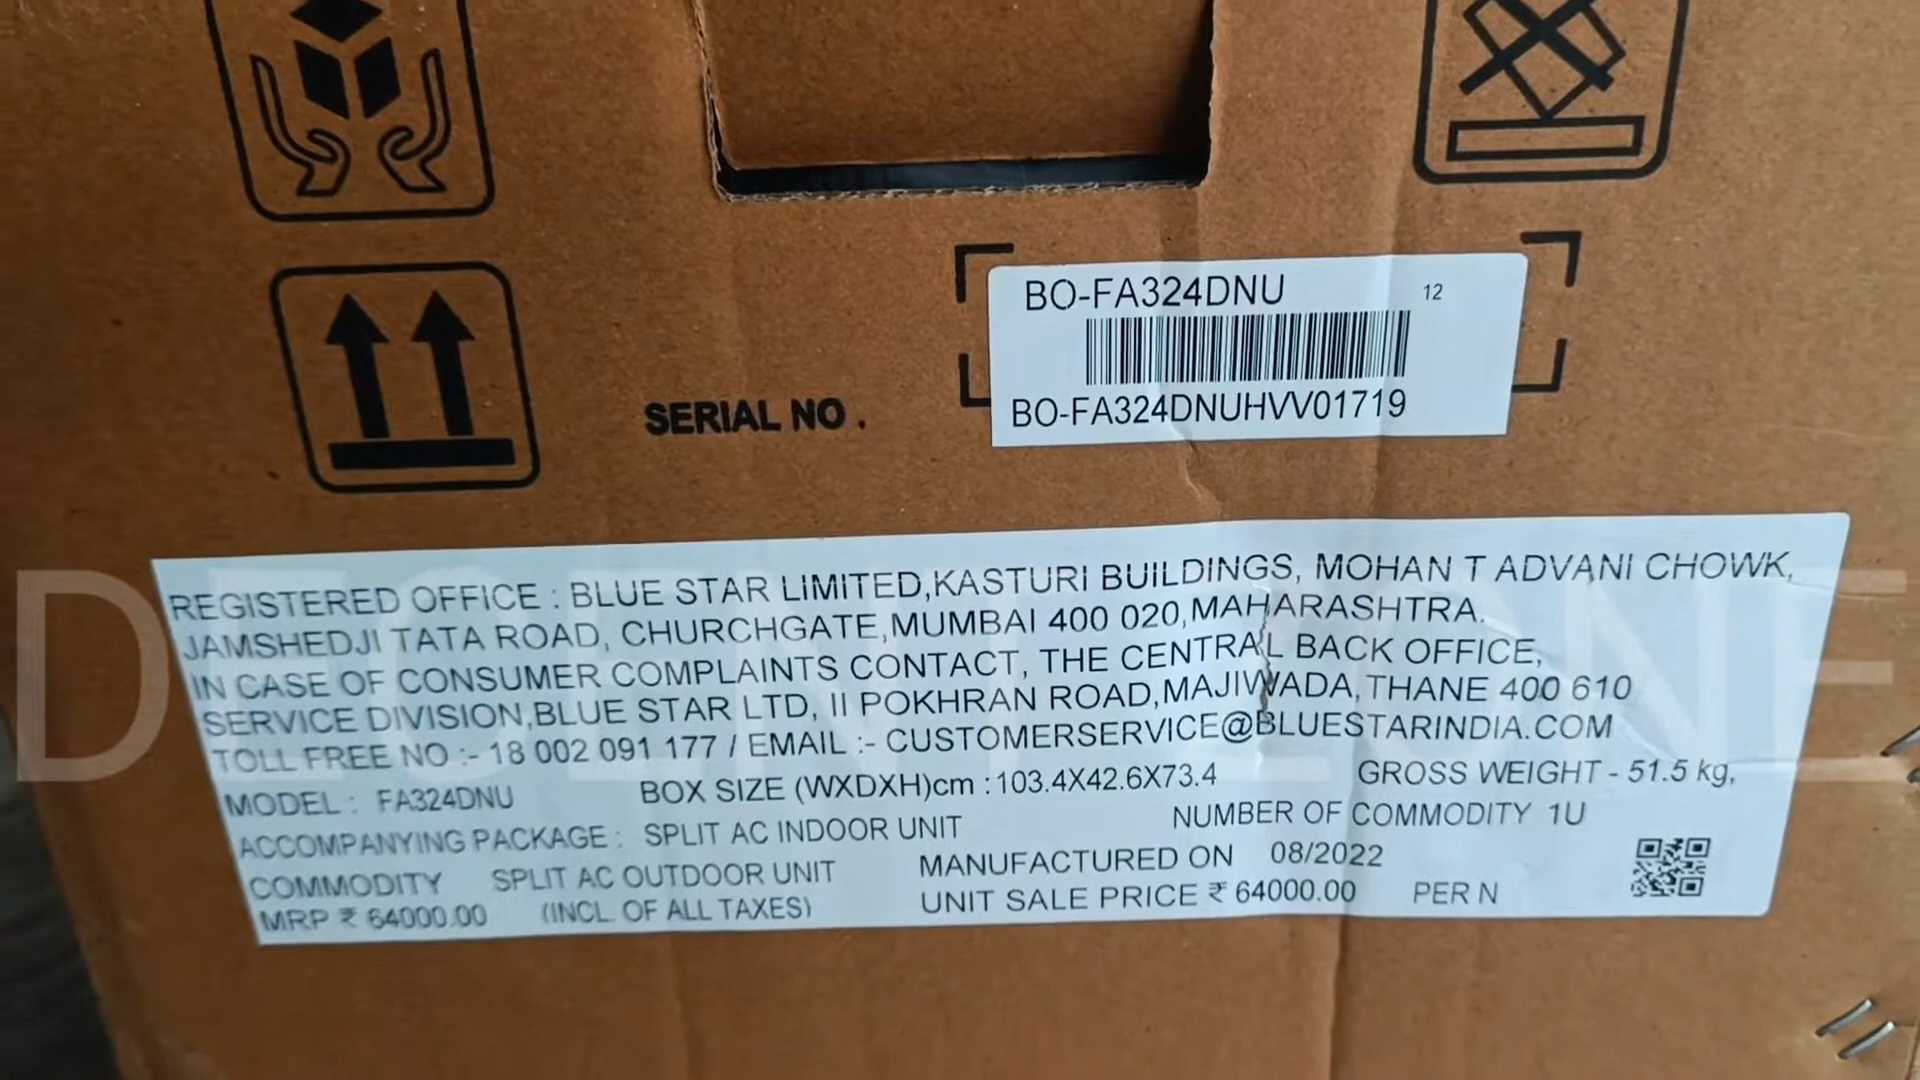 BO-FA324DNU 12
SERIAL NO. BO-FA324DNUHVV01719
REGISTERED OFFICE : BLUE STAR LIMITED,KASTURI BUILDINGS, MOHAN T ADVANI CHOWK,
JAMSHEDJI TATA ROAD, CHURCHGATE,MUMBAI 400 020,MAHARASHTRA.
IN CASE OF CONSUMER COMPLAINTS CONTACT, THE CENTRAL BACK OFFICE,
SERVICE DIVISION,BLUE STAR LTD, II POKHRAN ROAD,MAJIWADA,THANE 400 610
TOLL FREE NO :- 18 002 091 177 / EMAIL :- CUSTOMERSERVICE@BLUESTARINDIA.COM
MODEL : FA324DNU BOX SIZE (WXDXH)cm :103.4X42.6X73.4 GROSS WEIGHT - 51.5 kg,
ACCOMPANYING PACKAGE : SPLIT AC INDOOR UNIT NUMBER OF COMMODITY 1U
COMMODITY SPLIT AC OUTDOOR UNIT MANUFACTURED ON 08/2022
MRP ₹ 64000.00 (INCL. OF ALL TAXES) UNIT SALE PRICE ₹ 64000.00 PER N